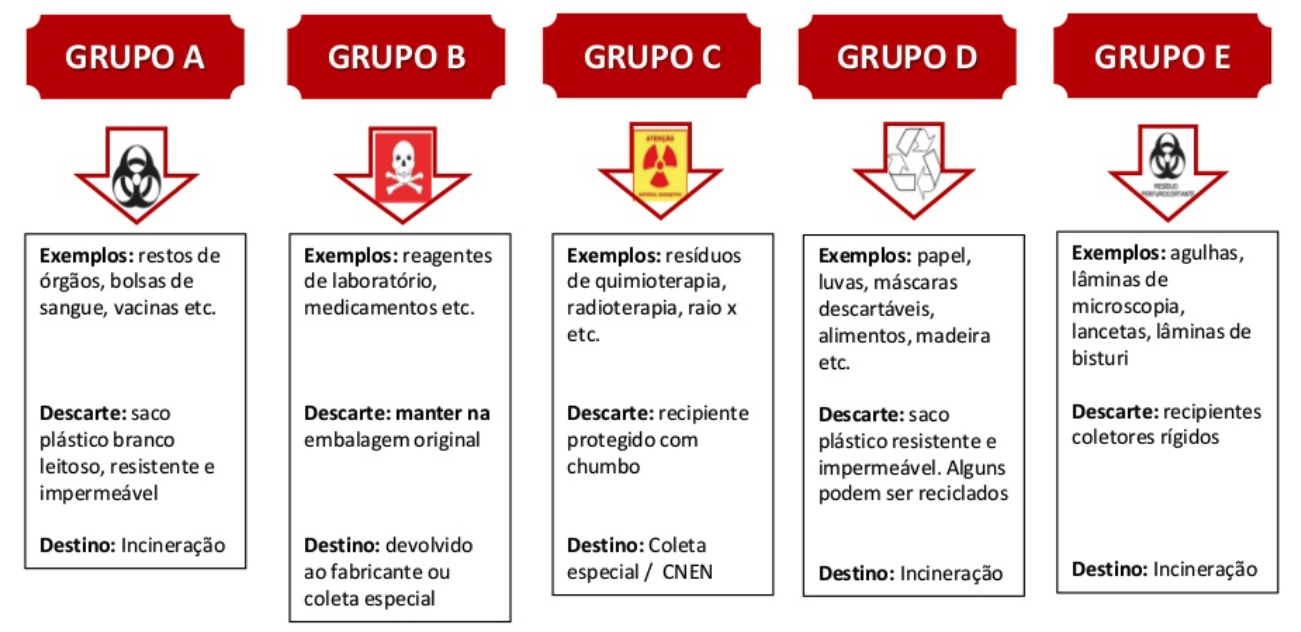 GRUPO A
Exemplos: restos de
órgãos, bolsas de
sangue, vacinas etc.
Descarte: saco
plástico branco
leitoso, resistente e
impermeável
Destino: Incineração
GRUPO B
Exemplos: reagentes
de laboratório,
medicamentos etc.
Descarte: manter na
embalagem original
Destino: devolvido
ao fabricante ou
coleta especial
GRUPO C
ATENÇÃO
Exemplos: resíduos
de quimioterapia,
radioterapia, raio x
etc.
Descarte: recipiente
protegido com
chumbo
Destino: Coleta
especial / CNEN
GRUPO D
Exemplos: papel,
luvas, máscaras
descartáveis,
alimentos, madeira
etc.
Descarte: saco
plástico resistente e
impermeável. Alguns
podem ser reciclados
Destino: Incineração
GRUPO E
RESÍDUO
PERFUROCORTANTE
Exemplos: agulhas,
lâminas de
microscopia,
lancetas, lâminas de
bisturi
Descarte: recipientes
coletores rígidos
Destino: Incineração